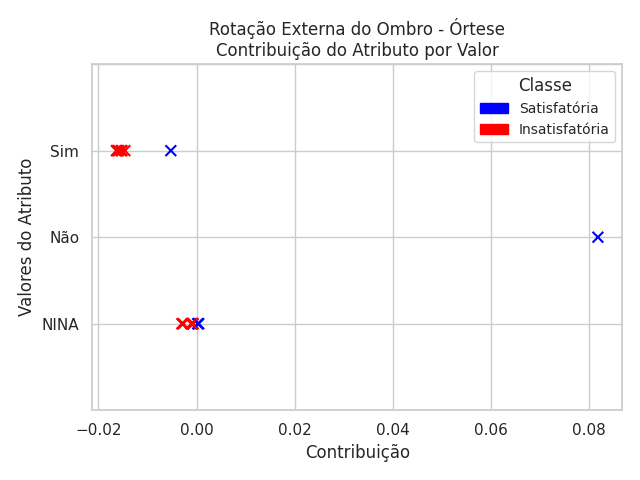 Rotação Externa do Ombro - Órtese
Contribuição do Atributo por Valor
Classe
Satisfatória
Insatisfatória
Valores do Atributo
Sim
Não
NINA
−0.02 0.00 0.02 0.04 0.06 0.08
Contribuição